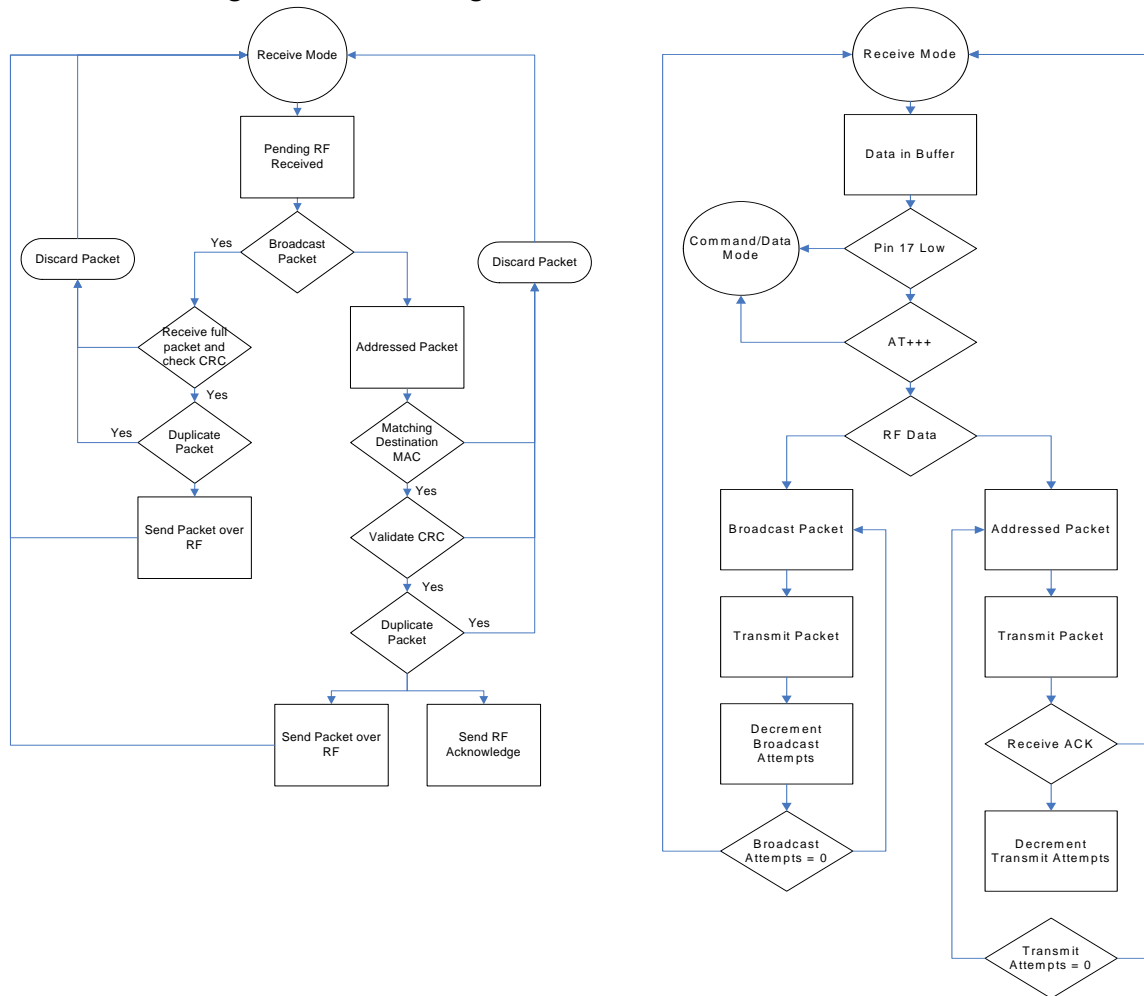 Receive Mode
Pending RF
Received
Yes
Broadcast
Packet
Discard Packet
Discard Packet
Receive full
packet and
check CRC
Addressed Packet
Yes
Yes
Duplicate
Packet
Matching
Destination
MAC
Yes
Send Packet over
RF
Validate CRC
Yes
Duplicate
Packet
Yes
Send Packet over
RF
Send RF
Acknowledge
Receive Mode
Data in Buffer
Command/Data
Mode
Pin 17 Low
AT+++
RF Data
Broadcast Packet
Addressed Packet
Transmit Packet
Transmit Packet
Decrement
Broadcast
Attempts
Receive ACK
Broadcast
Attempts = 0
Decrement
Transmit Attempts
Transmit
Attempts = 0